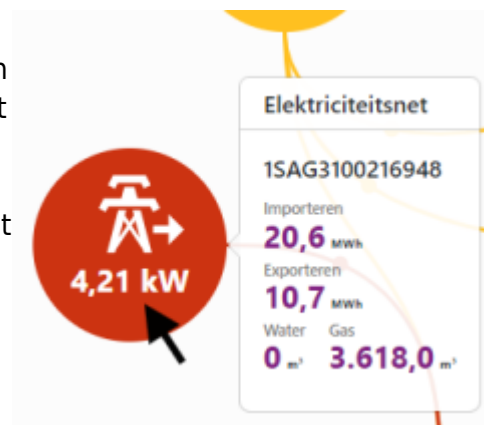 n
t
t
4,21 kW
Elektriciteitsnet
1SAG3100216948
Importeren
20,6 MWh
Exporteren
10,7 MWh
Water Gas
0 m³ 3.618,0 m³